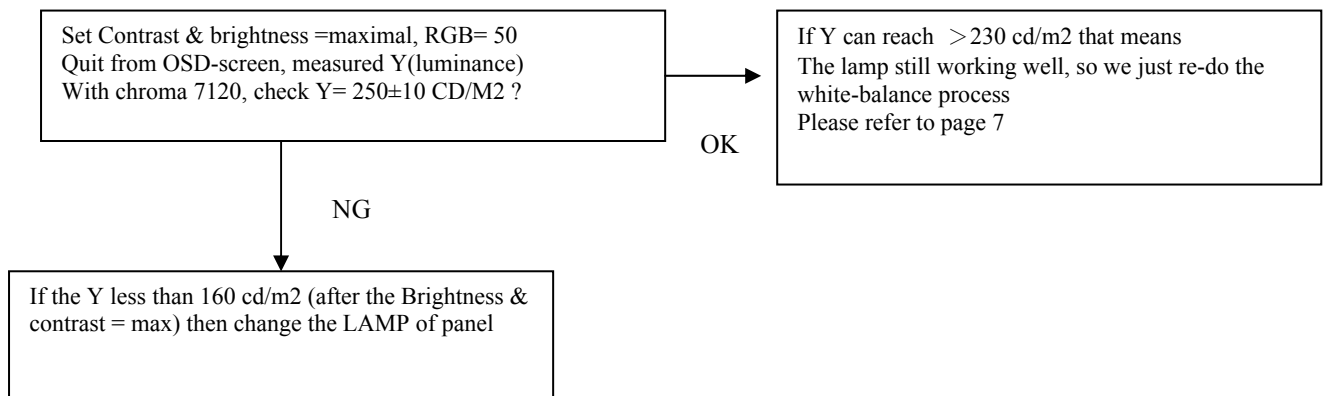 Set Contrast & brightness =maximal, RGB= 50
Quit from OSD-screen, measured Y(luminance)
With chroma 7120, check Y= 250±10 CD/M2 ?
If Y can reach ＞230 cd/m2 that means
The lamp still working well, so we just re-do the
white-balance process
Please refer to page 7
OK
NG
If the Y less than 160 cd/m2 (after the Brightness &
contrast = max) then change the LAMP of panel